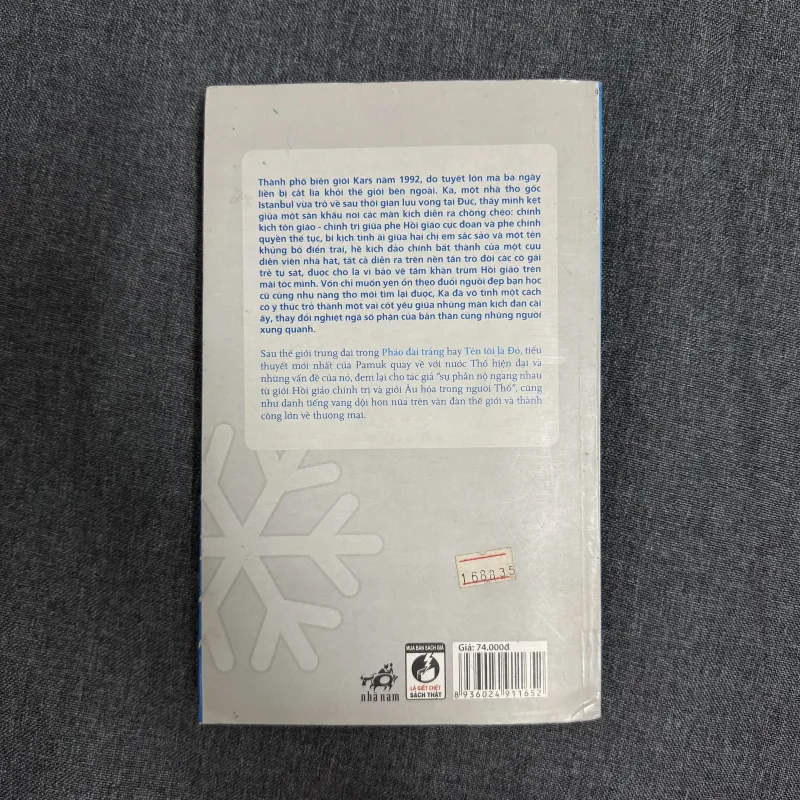 Thành phố biên giới Kars năm 1992, do tuyết lớn mà ba ngày
liền bị cắt lìa khỏi thế giới bên ngoài. Ka, một nhà thơ gốc
Istanbul vừa trở về sau thời gian lưu vong tại Đức, thấy mình kẹt
giữa một sân khấu nơi các màn kịch diễn ra chồng chéo: chính
kịch tôn giáo - chính trị giữa phe Hồi giáo cực đoan và phe chính
quyền thế tục, bi kịch tình ái giữa hai chị em sắc sảo và một tên
khủng bố điển trai, hề kịch đảo chính bất thành của một cựu
diễn viên nhà hát, tất cả diễn ra trên nền tàn tro đời các cô gái
trẻ tự sát, được cho là vì bảo vệ tấm khăn trùm Hồi giáo trên
mái tóc mình. Vốn chỉ muốn yên ổn theo đuổi người đẹp bạn học
cũ cùng nhu nàng thơ mới tìm lại được, Ka đã vô tình một cách
có ý thức trở thành một vai cốt yếu giữa những màn kịch đan cài
ấy, thay đổi nghiệt ngã số phận của bản thân cùng những người
xung quanh.
Sau thế giới trung đại trong Pháo đài trắng hay Tên tôi là Đỏ, tiểu
thuyết mới nhất của Pamuk quay về với nước Thổ hiện đại và
những vấn đề của nó, đem lại cho tác giả "sự phẫn nộ ngang nhau
từ giới Hồi giáo chính trị và giới Âu hóa trong người Thổ", cũng
như danh tiếng vang dội hơn nữa trên văn đàn thế giới và thành
công lớn về thương mại.
168835
nhã nam
MUA BÁN SÁCH GIẢ
LÀ GIẾT CHẾT
SÁCH THẬT
Giá: 74.000đ
8 936024 911652